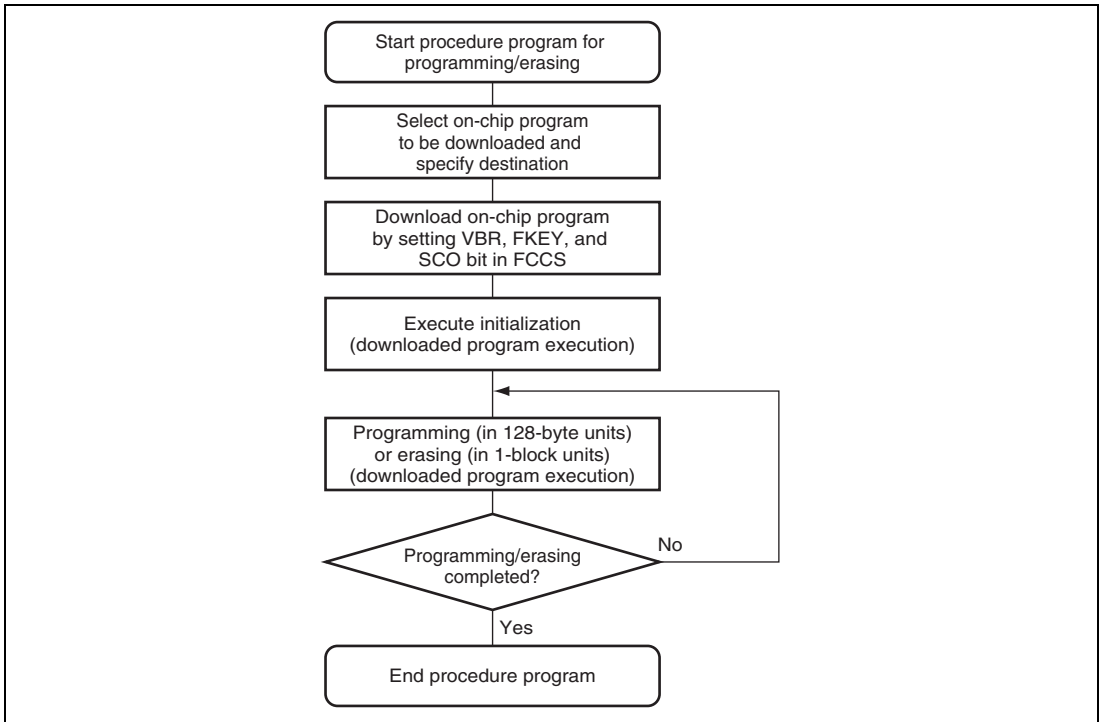 Start procedure program for
programming/erasing
Select on-chip program
to be downloaded and
specify destination
Download on-chip program
by setting VBR, FKEY, and
SCO bit in FCCS
Execute initialization
(downloaded program execution)
Programming (in 128-byte units)
or erasing (in 1-block units)
(downloaded program execution)
No
Programming/erasing
completed?
Yes
End procedure program